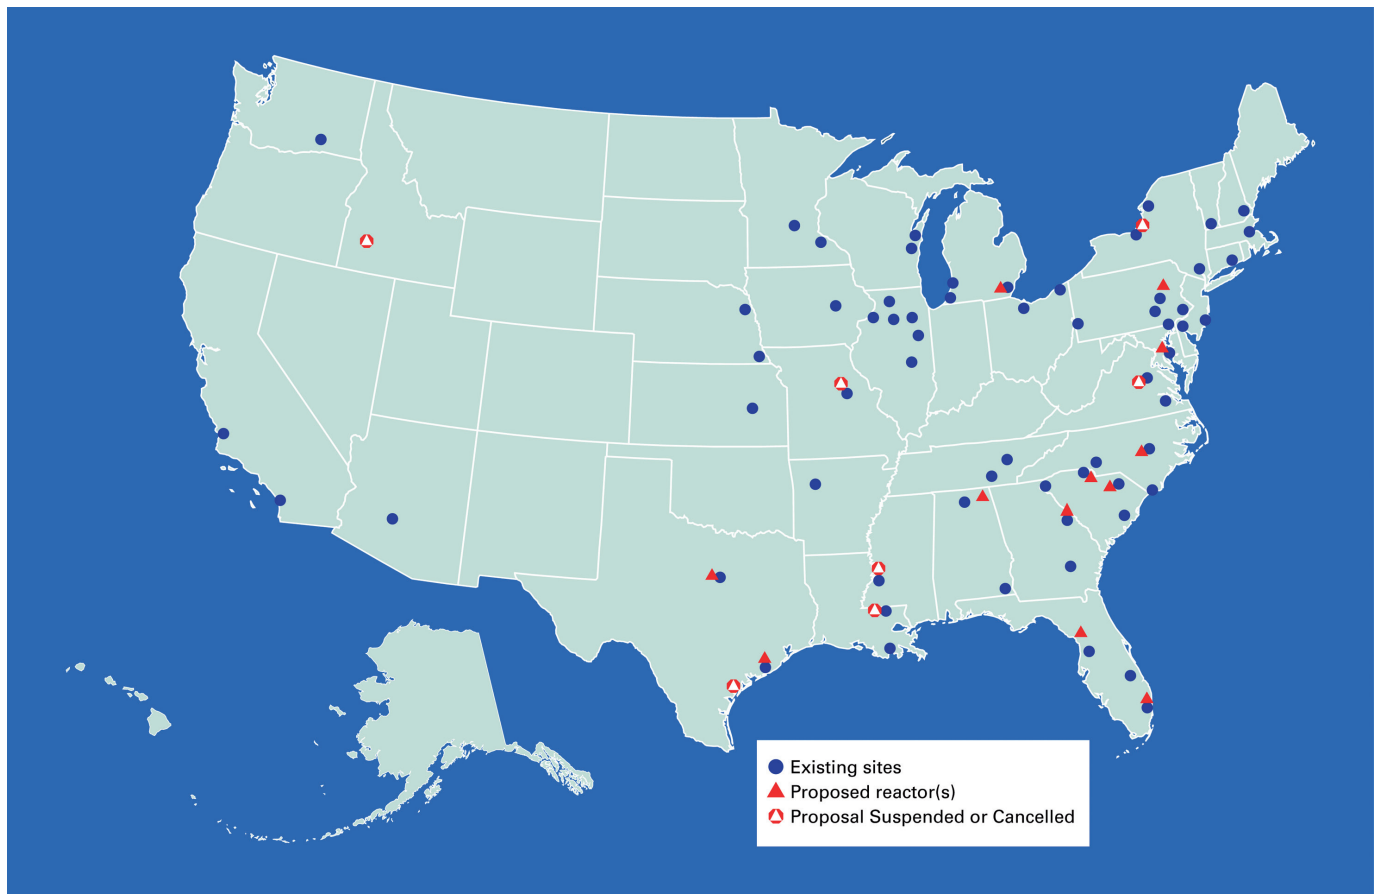 Existing sites
Proposed reactor(s)
Proposal Suspended or Cancelled